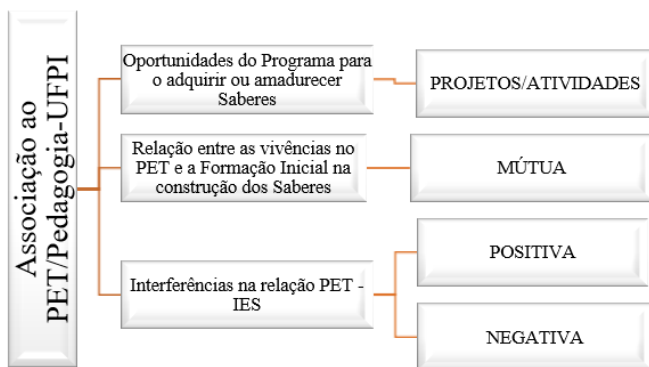 Associação ao
PET/Pedagogia-UFPI
Oportunidades do Programa para
o adquirir ou amadurecer
Saberes
PROJETOS/ATIVIDADES
Relação entre as vivências no
PET e a Formação Inicial na
construção dos Saberes
MÚTUA
Interferências na relação PET -
IES
POSITIVA
NEGATIVA